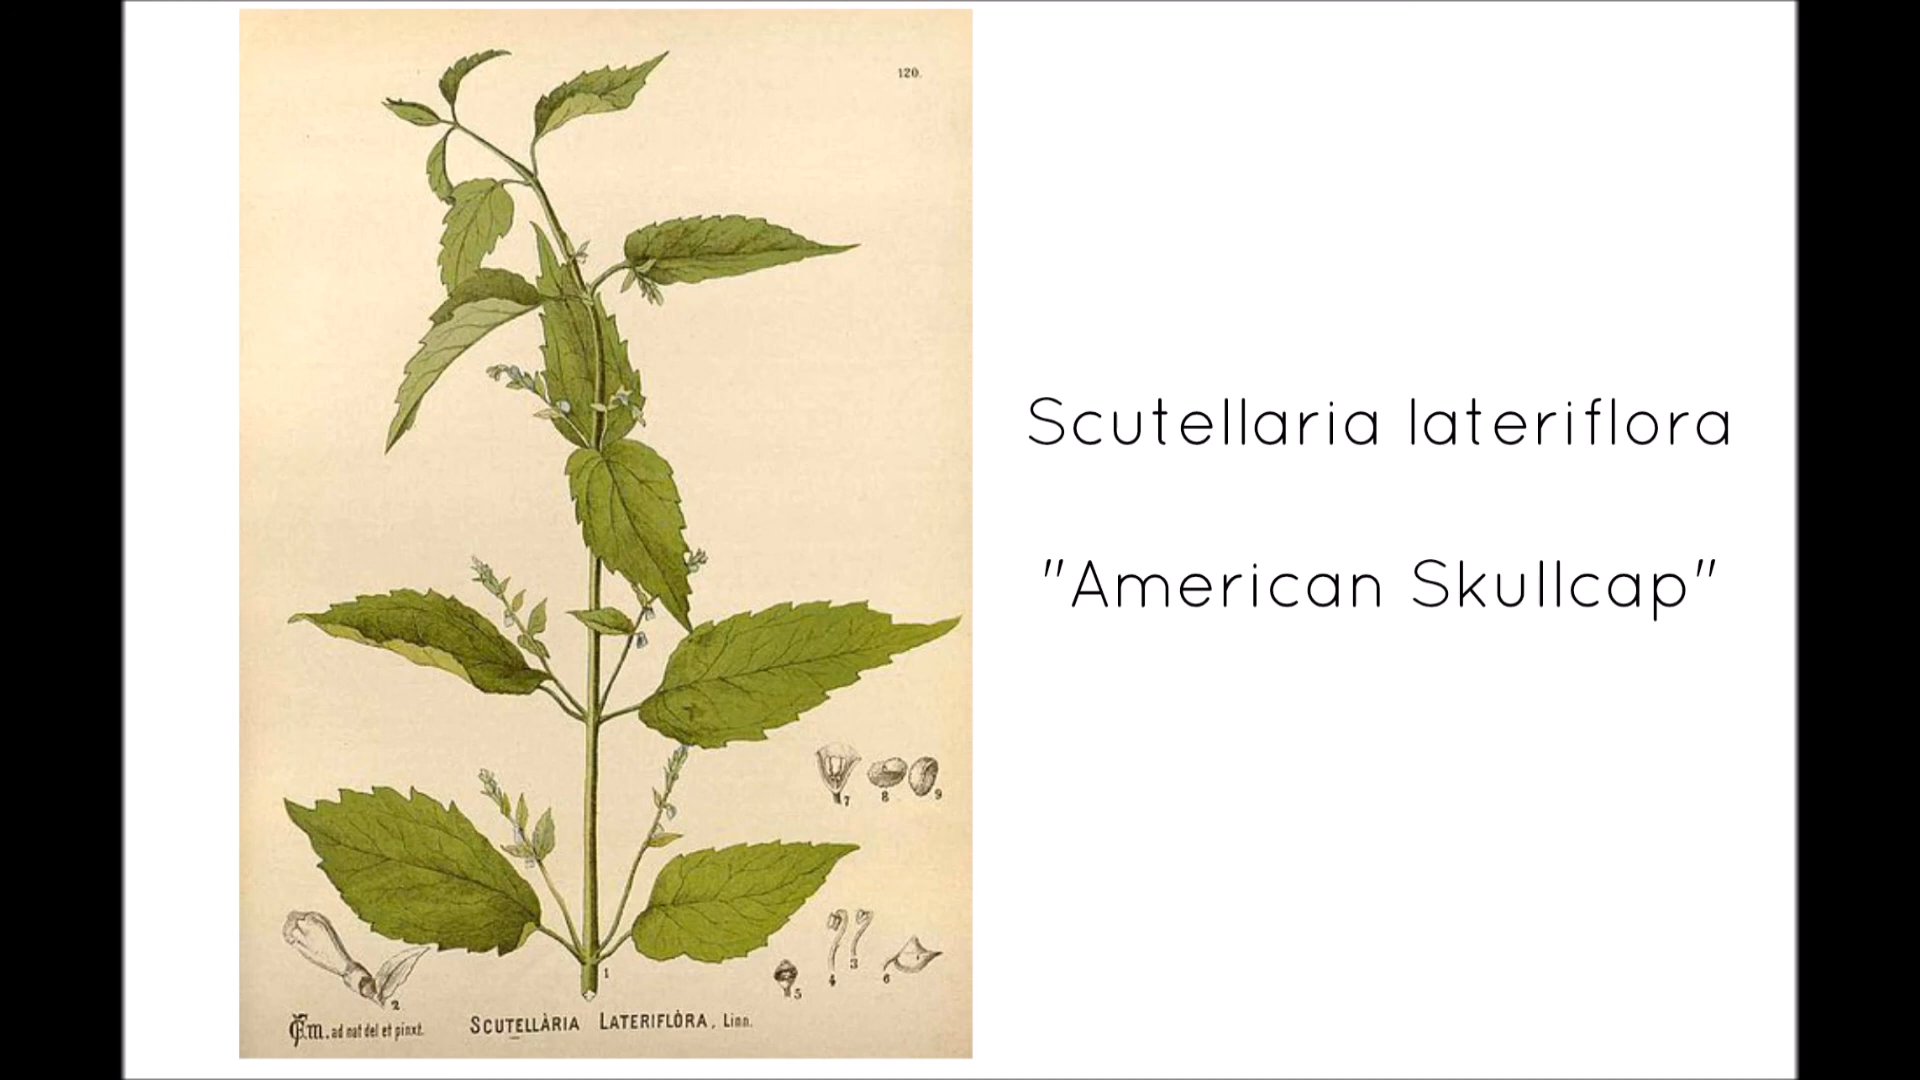 120.
Scutellaria lateriflora
"American Skullcap"
7 8 9
4 3
5 6
1
2
Fm. ad nat del et pinxt.
SCUTELLÀRIA LATERIFLÒRA, Linn.